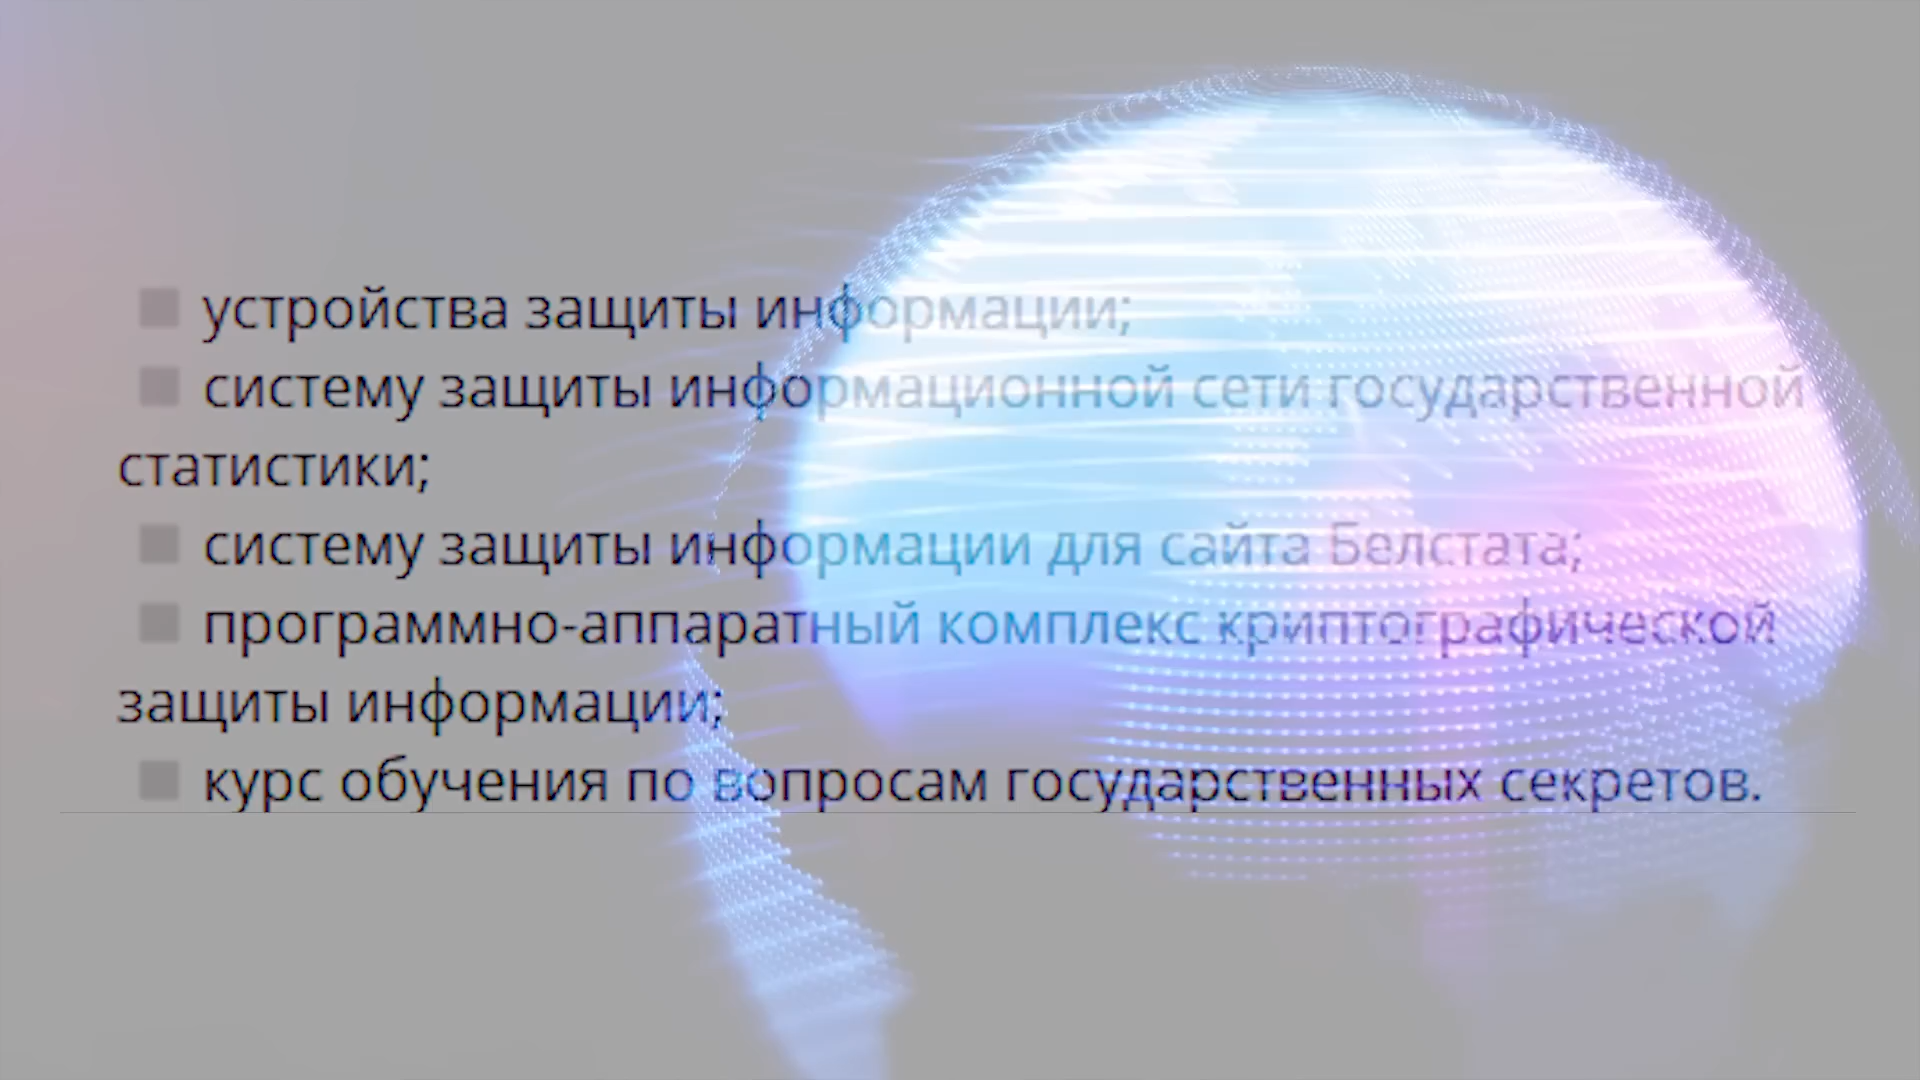 устройства защиты информации;
систему защиты информационной сети государственной
статистики;
систему защиты информации для сайта Белстата;
программно-аппаратный комплекс криптографической
защиты информации;
курс обучения по вопросам государственных секретов.